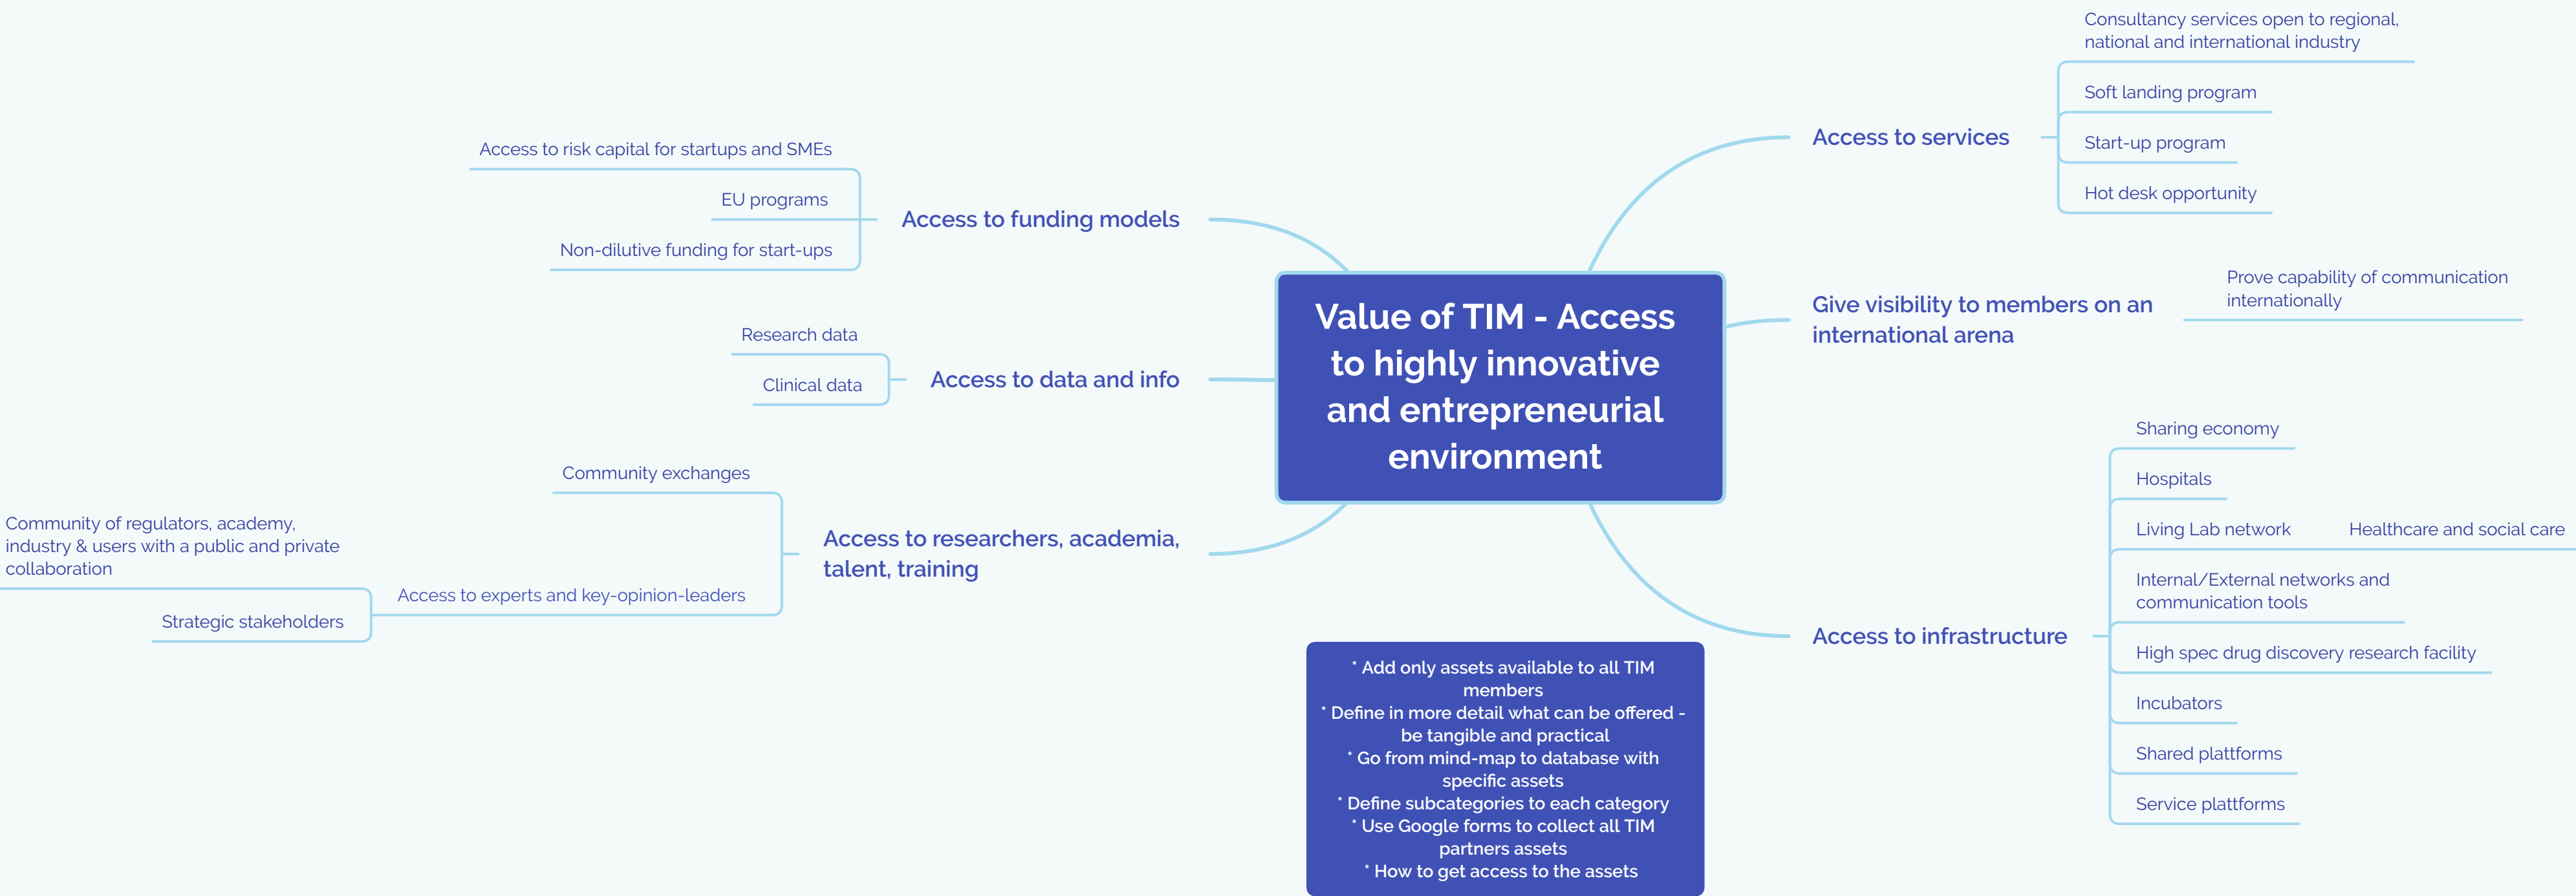 Value of TIM - Access
to highly innovative
and entrepreneurial
environment
Access to services
Consultancy services open to regional,
national and international industry
Soft landing program
Start-up program
Hot desk opportunity
Give visibility to members on an
international arena
Prove capability of communication
internationally
Access to infrastructure
Sharing economy
Hospitals
Living Lab network
Healthcare and social care
Internal/External networks and
communication tools
High spec drug discovery research facility
Incubators
Shared plattforms
Service plattforms
Access to funding models
Access to risk capital for startups and SMEs
EU programs
Non-dilutive funding for start-ups
Access to data and info
Research data
Clinical data
Access to researchers, academia,
talent, training
Community exchanges
Access to experts and key-opinion-leaders
Community of regulators, academy,
industry & users with a public and private
collaboration
Strategic stakeholders
* Add only assets available to all TIM
members
* Define in more detail what can be offered -
be tangible and practical
* Go from mind-map to database with
specific assets
* Define subcategories to each category
* Use Google forms to collect all TIM
partners assets
* How to get access to the assets